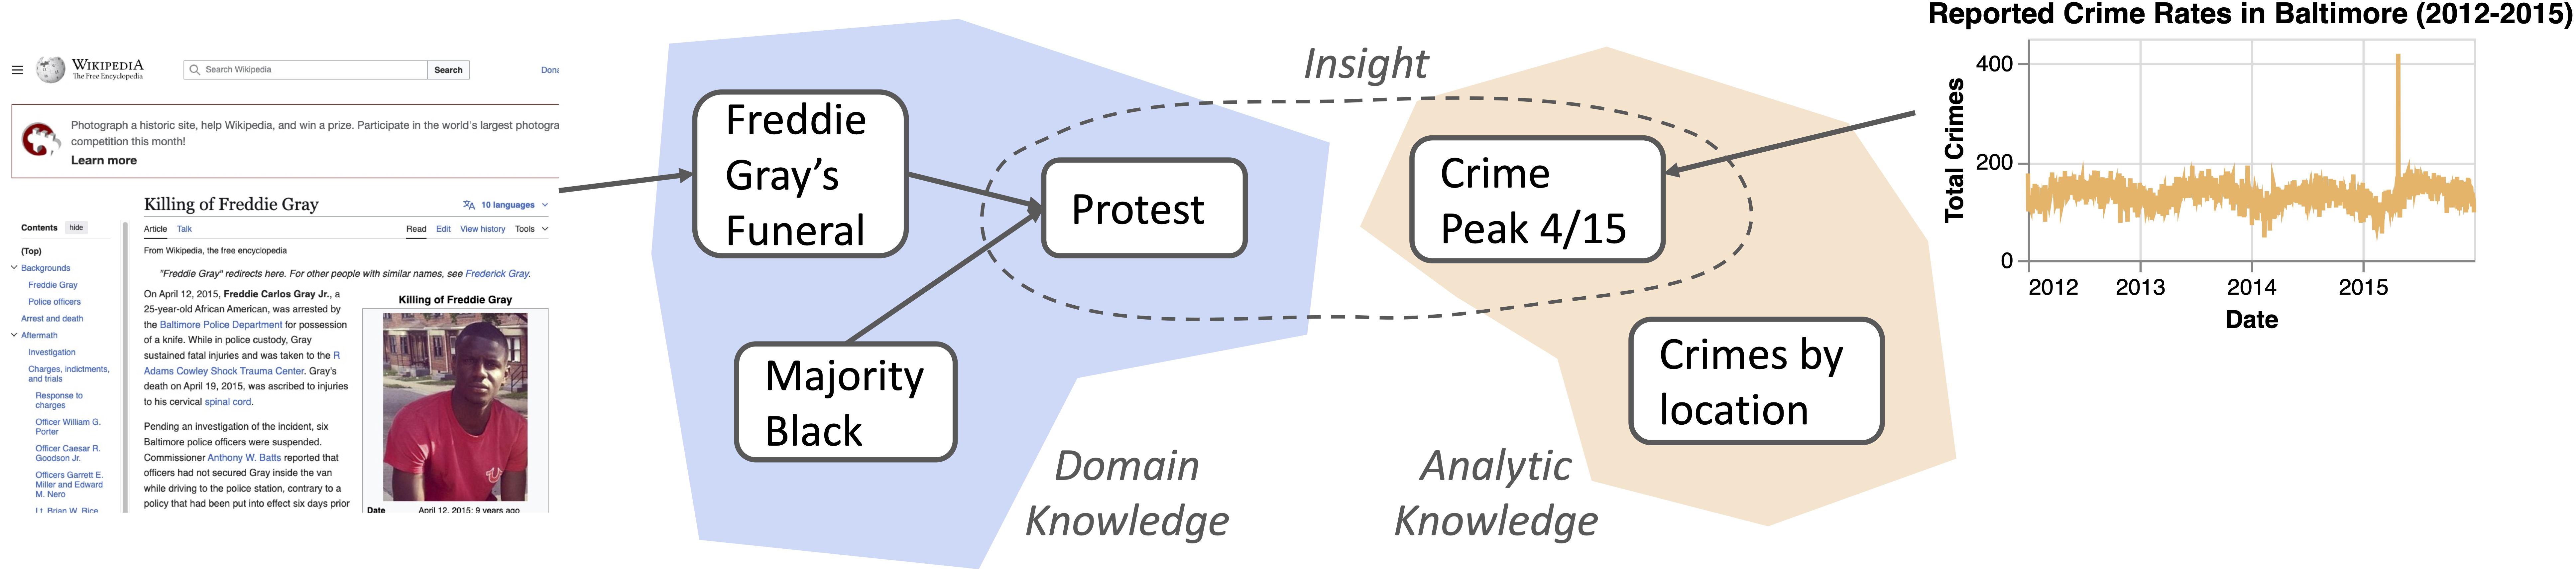 WIKIPEDIA
The Free Encyclopedia
Search Wikipedia
Search
Photograph a historic site, help Wikipedia, and win a prize. Participate in the world's largest
competition this month!
Learn more
Killing of Freddie Gray
10 languages
Article Talk
Read Edit View history Tools
From Wikipedia, the free encyclopedia
"Freddie Gray" redirects here. For other people with similar names, see Frederick Gray.
Contents hide
(Top)
Backgrounds
Freddie Gray
Police officers
Arrest and death
Aftermath
Investigation
Charges, indictments,
and trials
Response to
charges
Officer William G.
Porter
Officer Caesar R.
Goodson Jr.
Officers Garrett E.
Miller and Edward
M. Nero
Lt. Brian W. Rice
On April 12, 2015, Freddie Carlos Gray Jr., a
25-year-old African American, was arrested by
the Baltimore Police Department for possession
of a knife. While in police custody, Gray
sustained fatal injuries and was taken to the R
Adams Cowley Shock Trauma Center. Gray's
death on April 19, 2015, was ascribed to injuries
to his cervical spinal cord.
Pending an investigation of the incident, six
Baltimore police officers were suspended.
Commissioner Anthony W. Batts reported that
officers had not secured Gray inside the van
while driving to the police station, contrary to a
policy that had been put into effect six days prior
Killing of Freddie Gray
Date April 12, 2015; 9 years ago
Freddie
Gray's
Funeral
Majority
Black
Protest
Domain
Knowledge
Insight
Crime
Peak 4/15
Crimes by
location
Analytic
Knowledge
Reported Crime Rates in Baltimore (2012-2015)
Total Crimes
400
200
0
2012 2013 2014 2015
Date